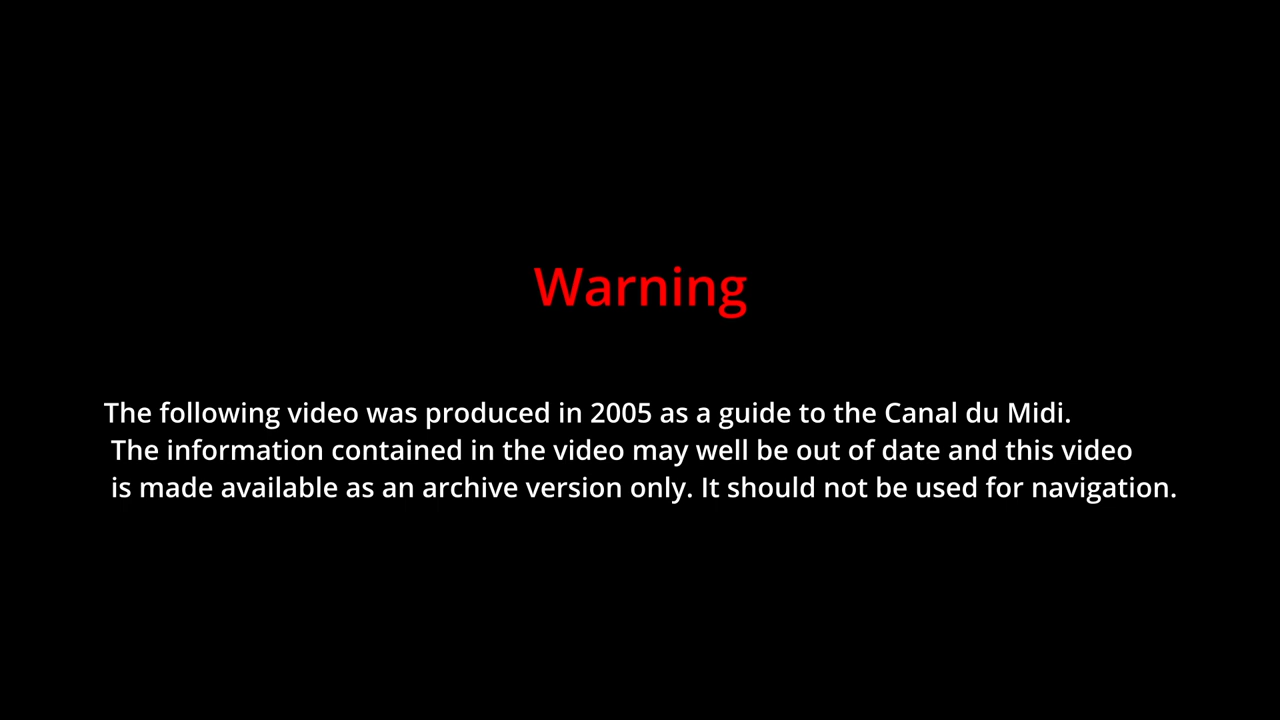 Warning
The following video was produced in 2005 as a guide to the Canal du Midi.
The information contained in the video may well be out of date and this video
is made available as an archive version only. It should not be used for navigation.